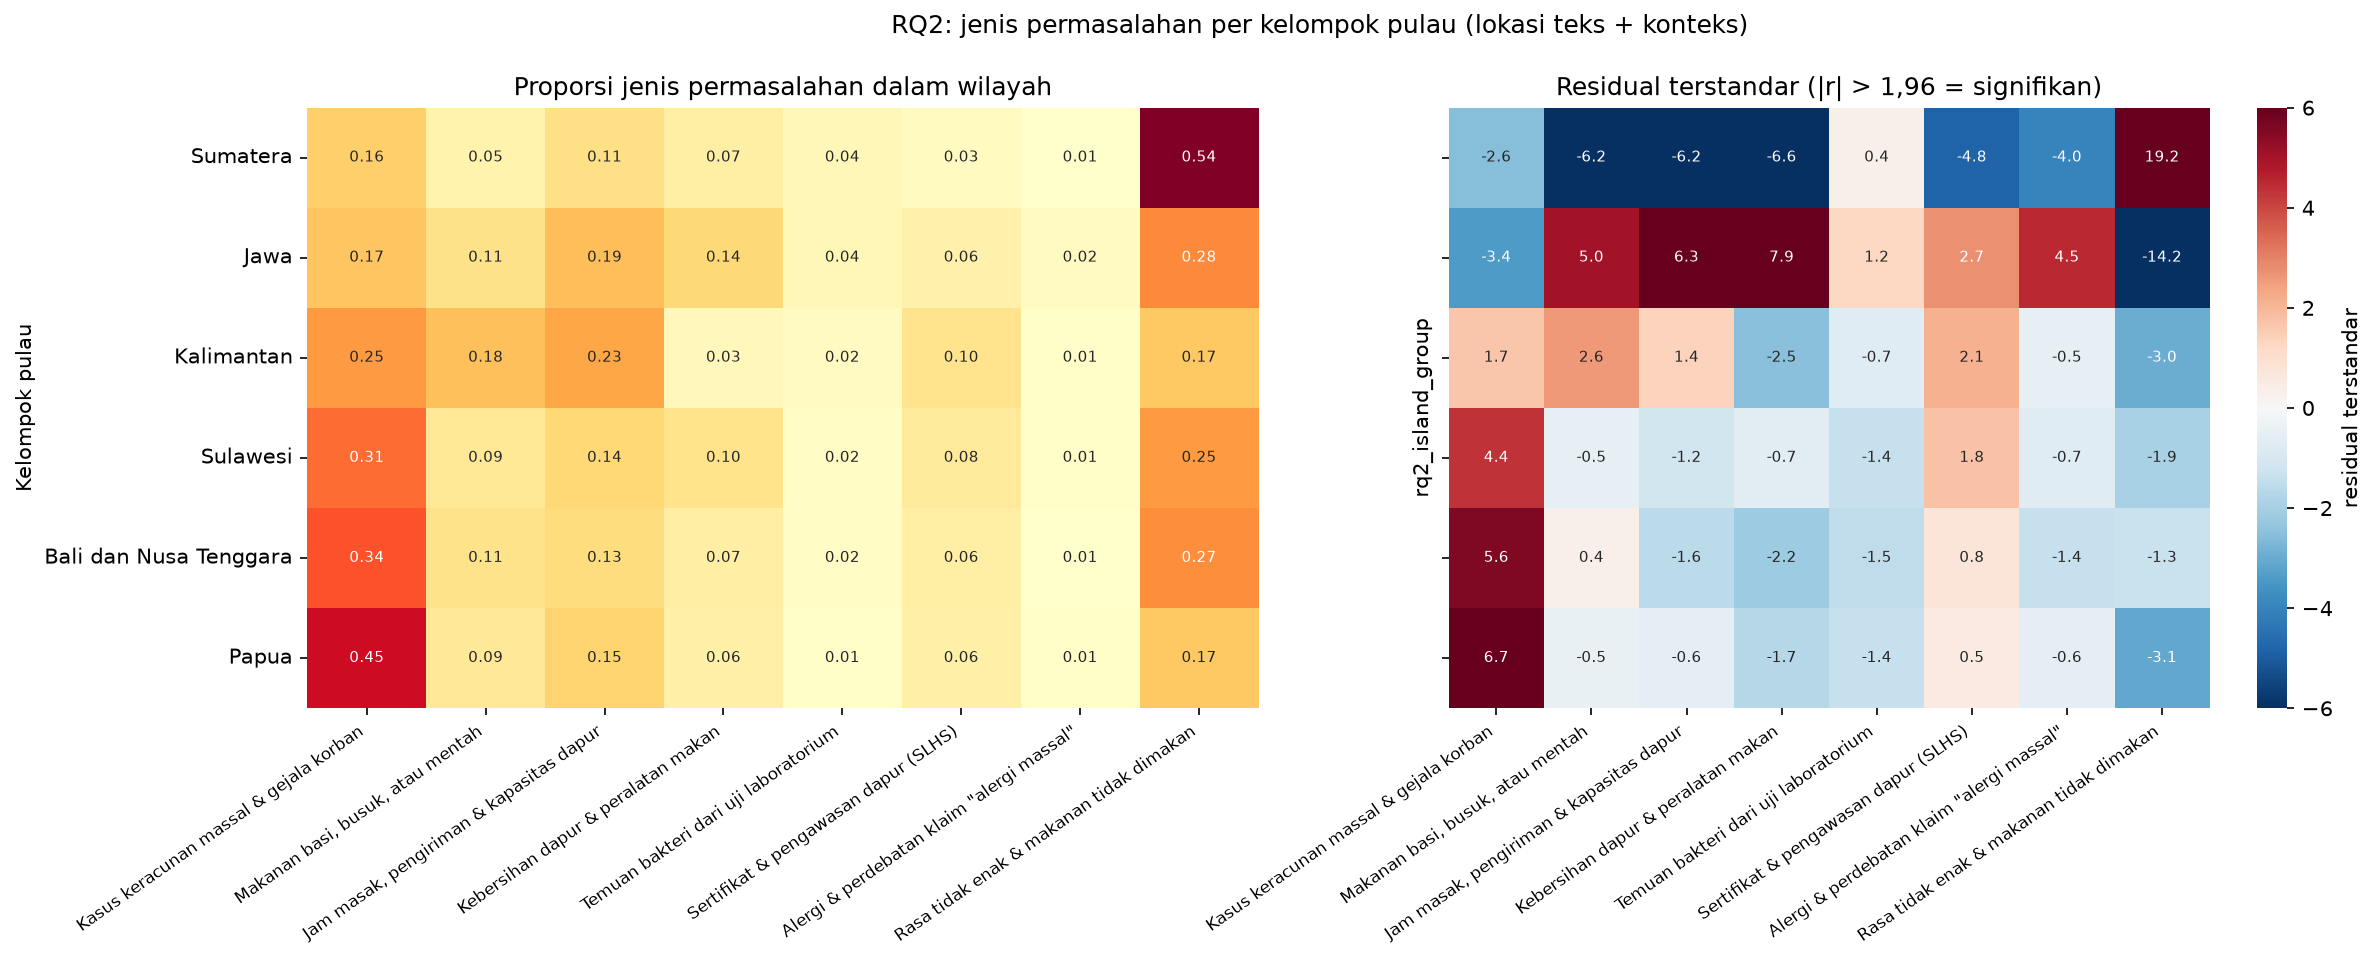 RQ2: jenis permasalahan per kelompok pulau (lokasi teks + konteks)
Proporsi jenis permasalahan dalam wilayah
Kelompok pulau
Sumatera 0.16 0.05 0.11 0.07 0.04 0.03 0.01 0.54
Jawa 0.17 0.11 0.19 0.14 0.04 0.06 0.02 0.28
Kalimantan 0.25 0.18 0.23 0.03 0.02 0.10 0.01 0.17
Sulawesi 0.31 0.09 0.14 0.10 0.02 0.08 0.01 0.25
Bali dan Nusa Tenggara 0.34 0.11 0.13 0.07 0.02 0.06 0.01 0.27
Papua 0.45 0.09 0.15 0.06 0.01 0.06 0.01 0.17
Kasus keracunan massal & gejala korban
Makanan basi, busuk, atau mentah
Jam masak, pengiriman & kapasitas dapur
Kebersihan dapur & peralatan makan
Temuan bakteri dari uji laboratorium
Sertifikat & pengawasan dapur (SLHS)
Alergi & perdebatan klaim "alergi massal"
Rasa tidak enak & makanan tidak dimakan
Residual terstandar (|r| > 1,96 = signifikan)
rq2_island_group
-2.6 -6.2 -6.2 -6.6 0.4 -4.8 -4.0 19.2
-3.4 5.0 6.3 7.9 1.2 2.7 4.5 -14.2
1.7 2.6 1.4 -2.5 -0.7 2.1 -0.5 -3.0
4.4 -0.5 -1.2 -0.7 -1.4 1.8 -0.7 -1.9
5.6 0.4 -1.6 -2.2 -1.5 0.8 -1.4 -1.3
6.7 -0.5 -0.6 -1.7 -1.4 0.5 -0.6 -3.1
Kasus keracunan massal & gejala korban
Makanan basi, busuk, atau mentah
Jam masak, pengiriman & kapasitas dapur
Kebersihan dapur & peralatan makan
Temuan bakteri dari uji laboratorium
Sertifikat & pengawasan dapur (SLHS)
Alergi & perdebatan klaim "alergi massal"
Rasa tidak enak & makanan tidak dimakan
6
4
2
0
−2
−4
−6
residual terstandar